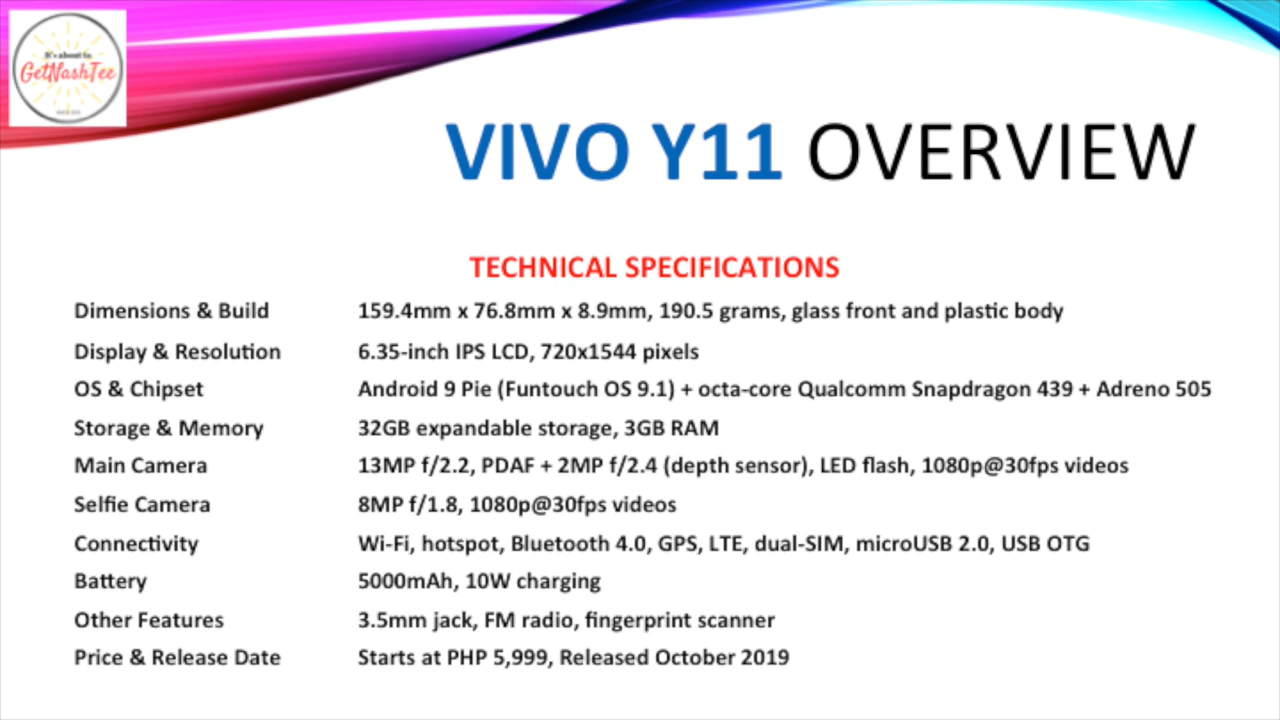 It's about to
GetNashTee
VIVO Y11 OVERVIEW
TECHNICAL SPECIFICATIONS
Dimensions & Build 159.4mm x 76.8mm x 8.9mm, 190.5 grams, glass front and plastic body
Display & Resolution 6.35-inch IPS LCD, 720x1544 pixels
OS & Chipset Android 9 Pie (Funtouch OS 9.1) + octa-core Qualcomm Snapdragon 439 + Adreno 505
Storage & Memory 32GB expandable storage, 3GB RAM
Main Camera 13MP f/2.2, PDAF + 2MP f/2.4 (depth sensor), LED flash, 1080p@30fps videos
Selfie Camera 8MP f/1.8, 1080p@30fps videos
Connectivity Wi-Fi, hotspot, Bluetooth 4.0, GPS, LTE, dual-SIM, microUSB 2.0, USB OTG
Battery 5000mAh, 10W charging
Other Features 3.5mm jack, FM radio, fingerprint scanner
Price & Release Date Starts at PHP 5,999, Released October 2019